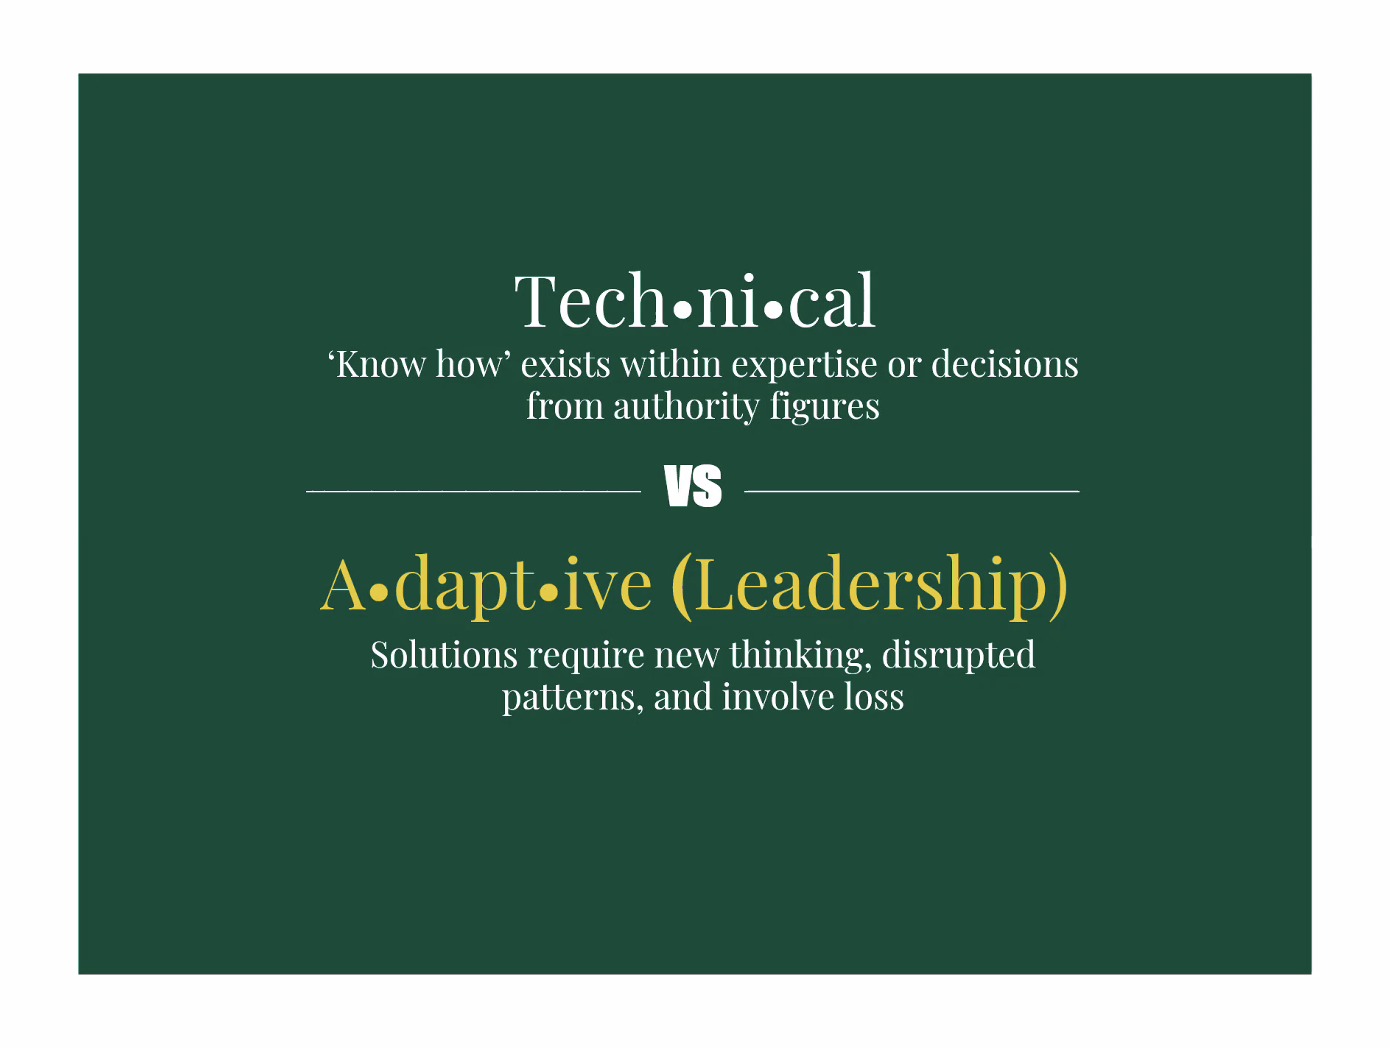 Tech•ni•cal
‘Know how’ exists within expertise or decisions
from authority figures
VS
A•dapt•ive (Leadership)
Solutions require new thinking, disrupted
patterns, and involve loss